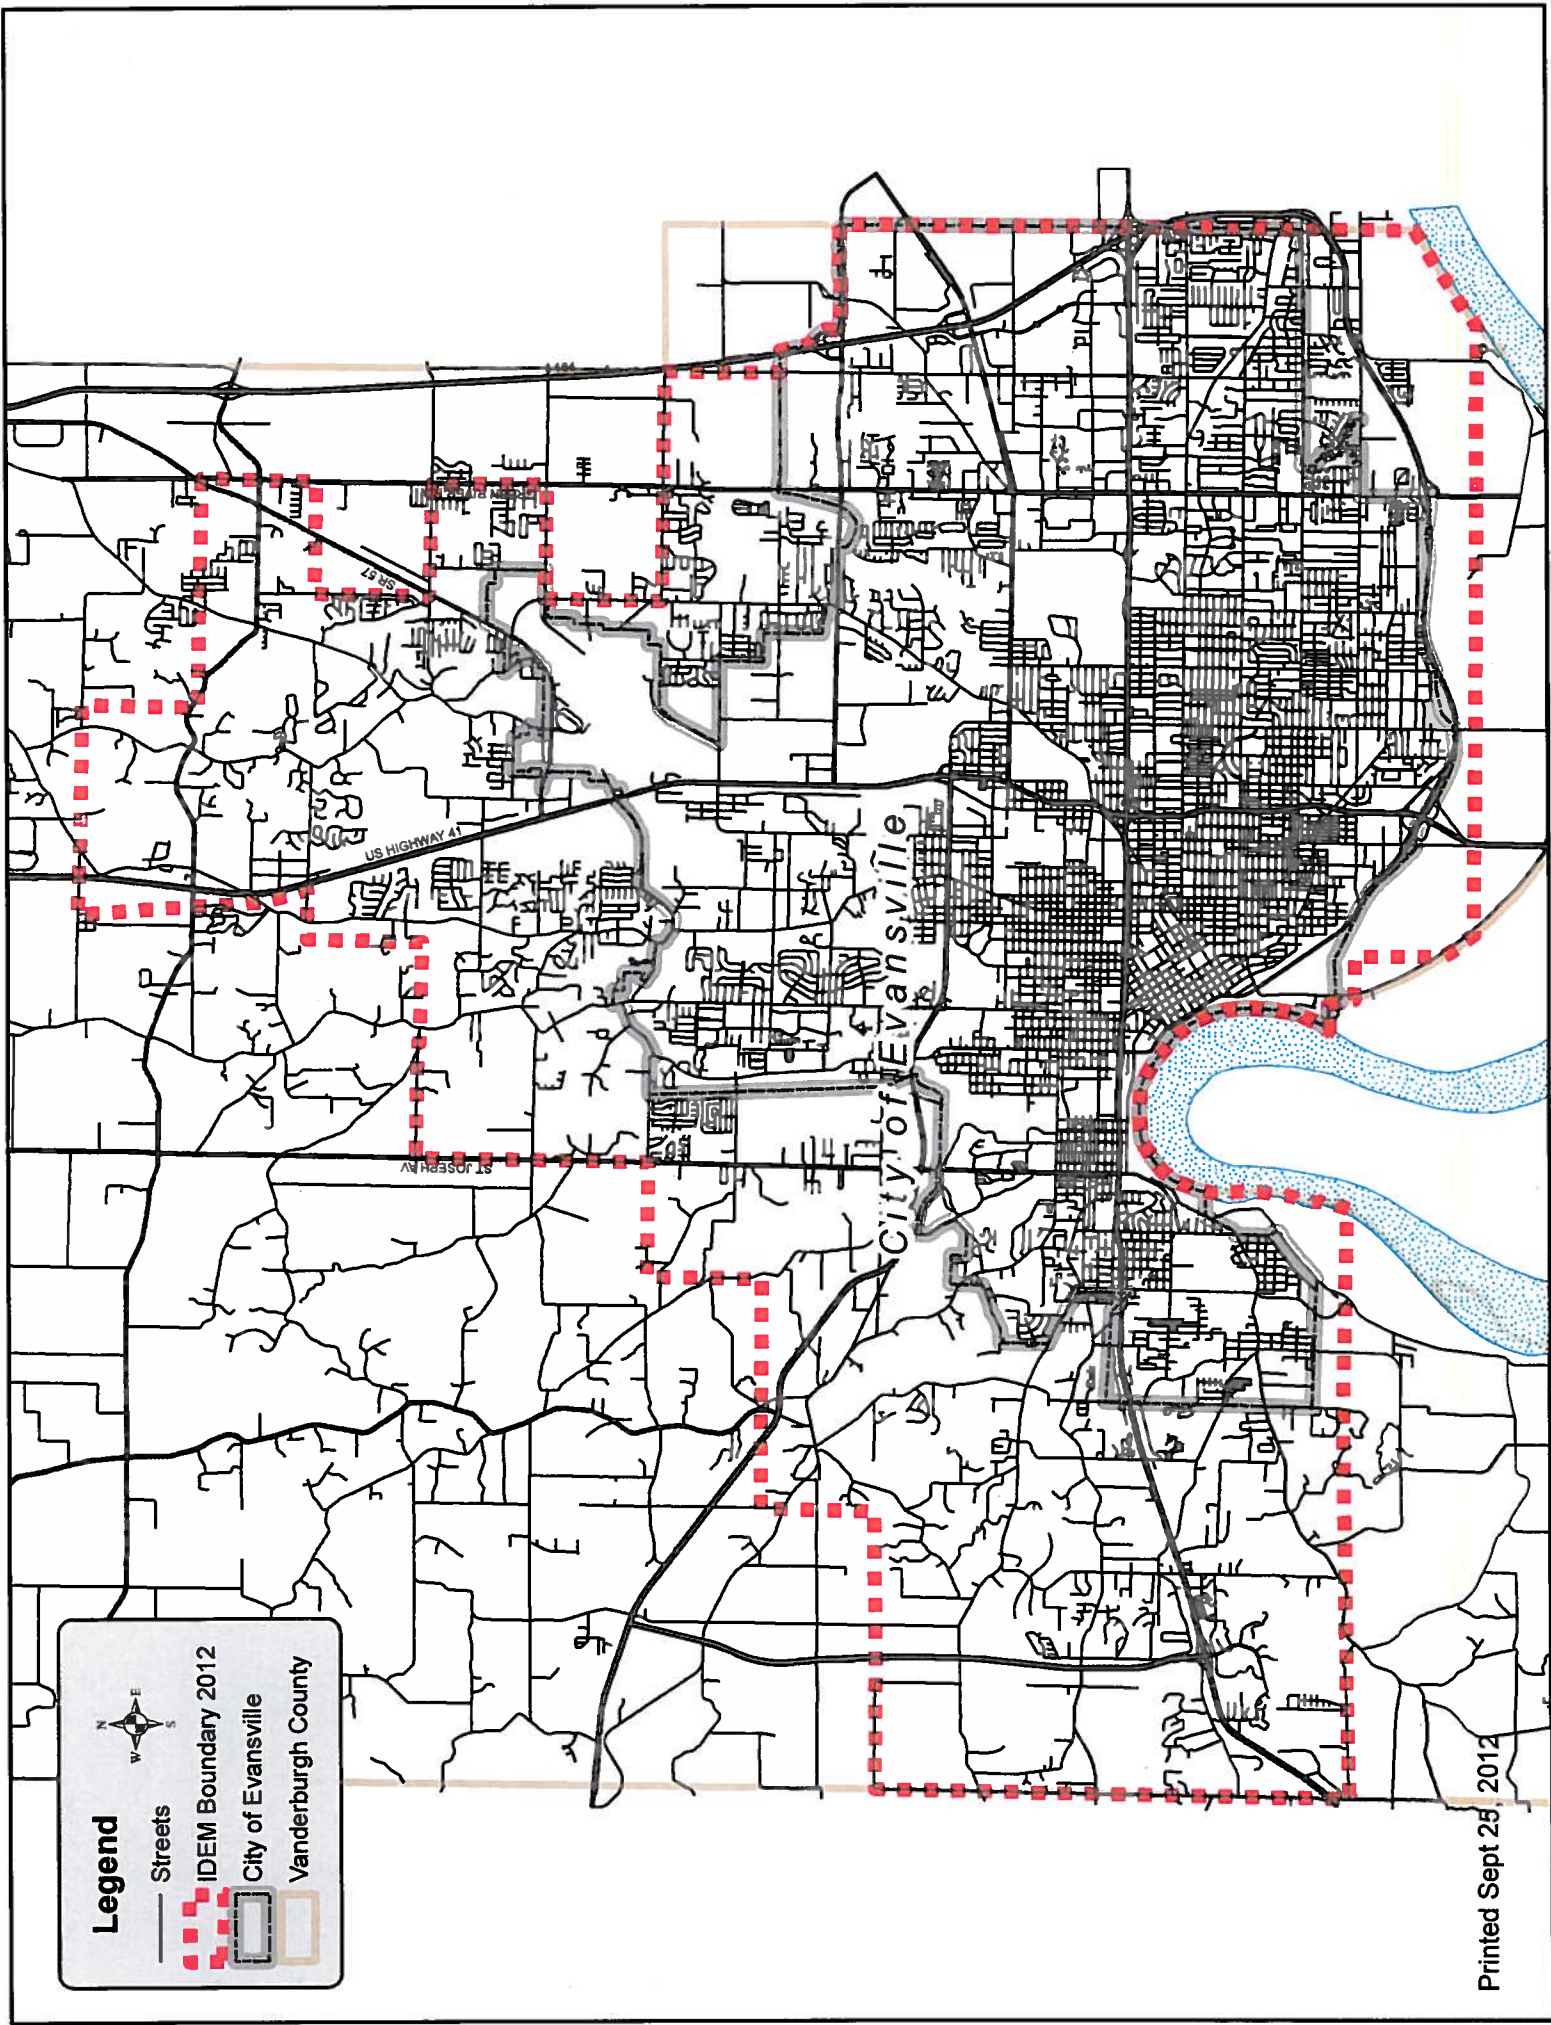 Legend
N
W E
S
Streets
IDEM Boundary 2012
City of Evansville
Vanderburgh County
ST JOSEPH AV
US HIGHWAY 41
SR 57
I 164
City of Evansville
Printed Sept 25, 2012